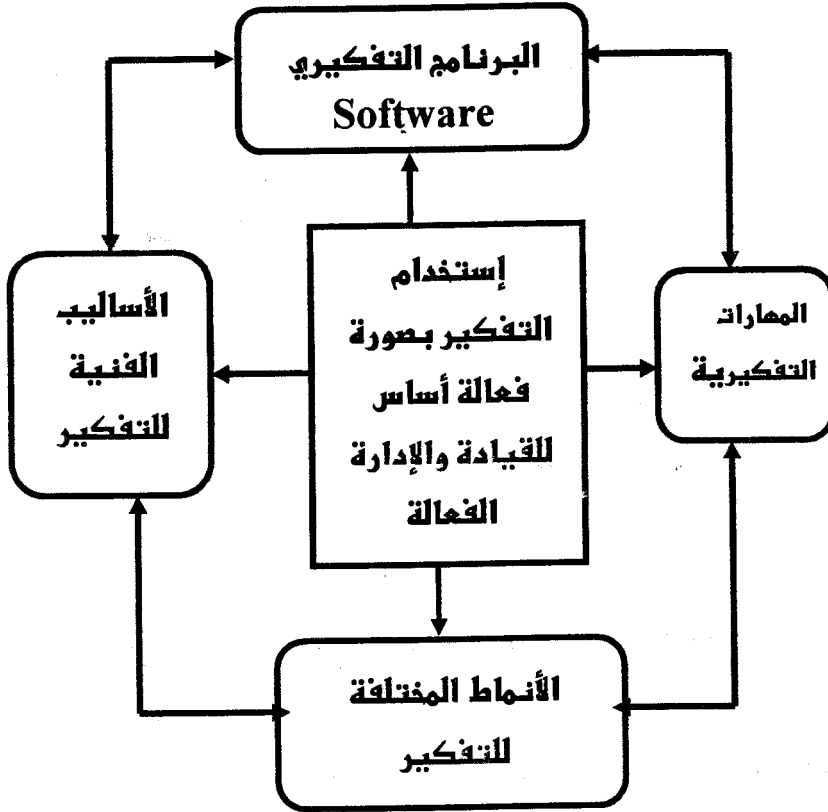 البرنامج التفكيري
Software
إستخدام
التفكير بصورة
فعالة أساس
للقيادة والإدارة
الفعالة
المهارات
التفكيرية
الأساليب
الفنية
للتفكير
الأنماط المختلفة
للتفكير